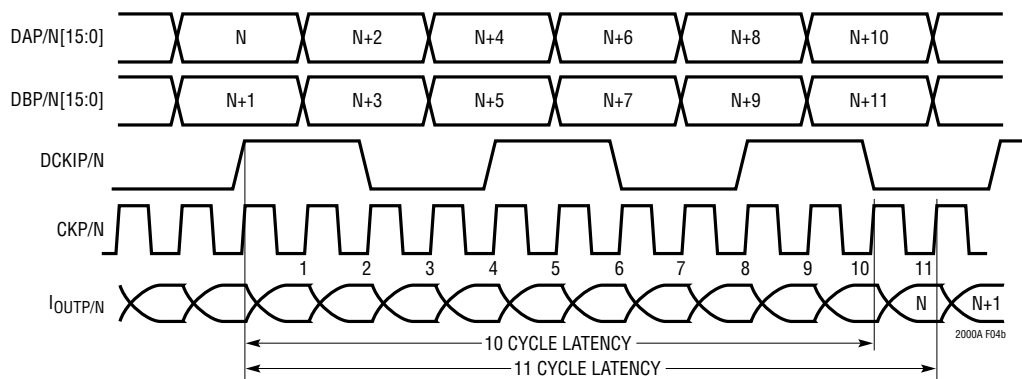 DAP/N[15:0] N N+2 N+4 N+6 N+8 N+10
DBP/N[15:0] N+1 N+3 N+5 N+7 N+9 N+11
DCKIP/N
CKP/N
1 2 3 4 5 6 7 8 9 10 11
IOUTP/N N N+1
2000A F04b
10 CYCLE LATENCY
11 CYCLE LATENCY